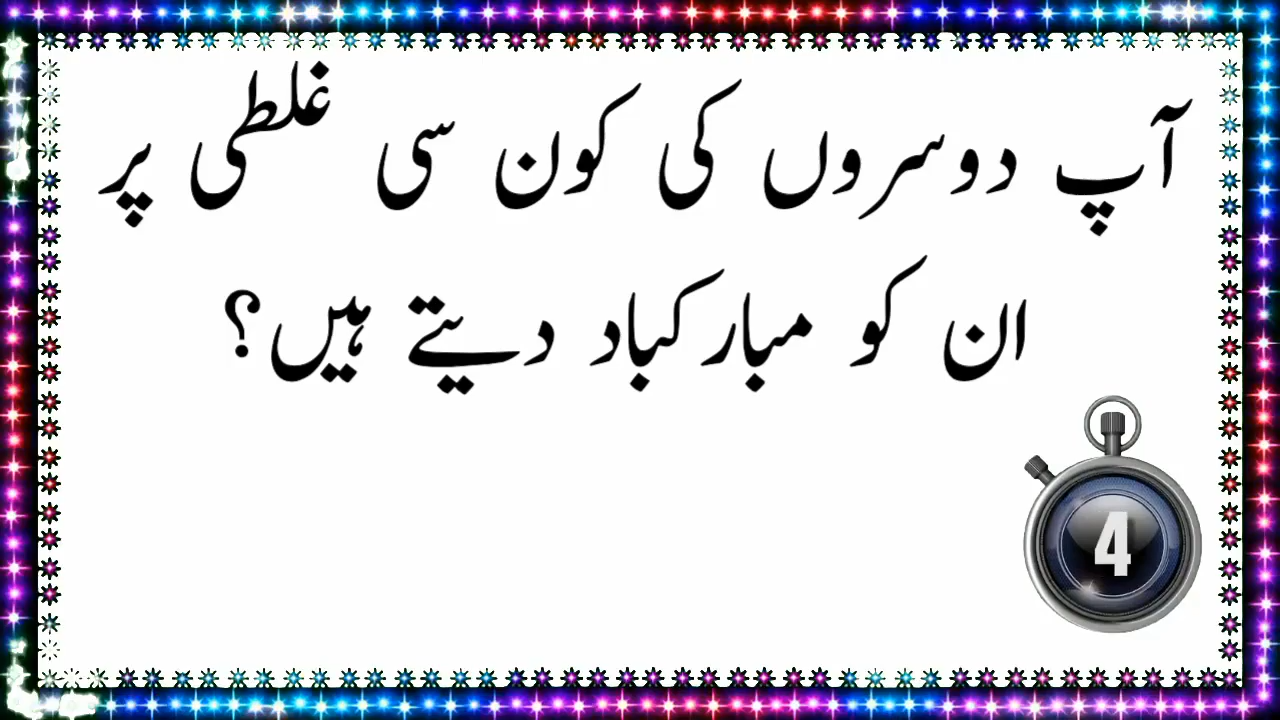 آپ دوسروں کی کون سی غلطی پر
ان کو مبارکباد دیتے ہیں؟
4